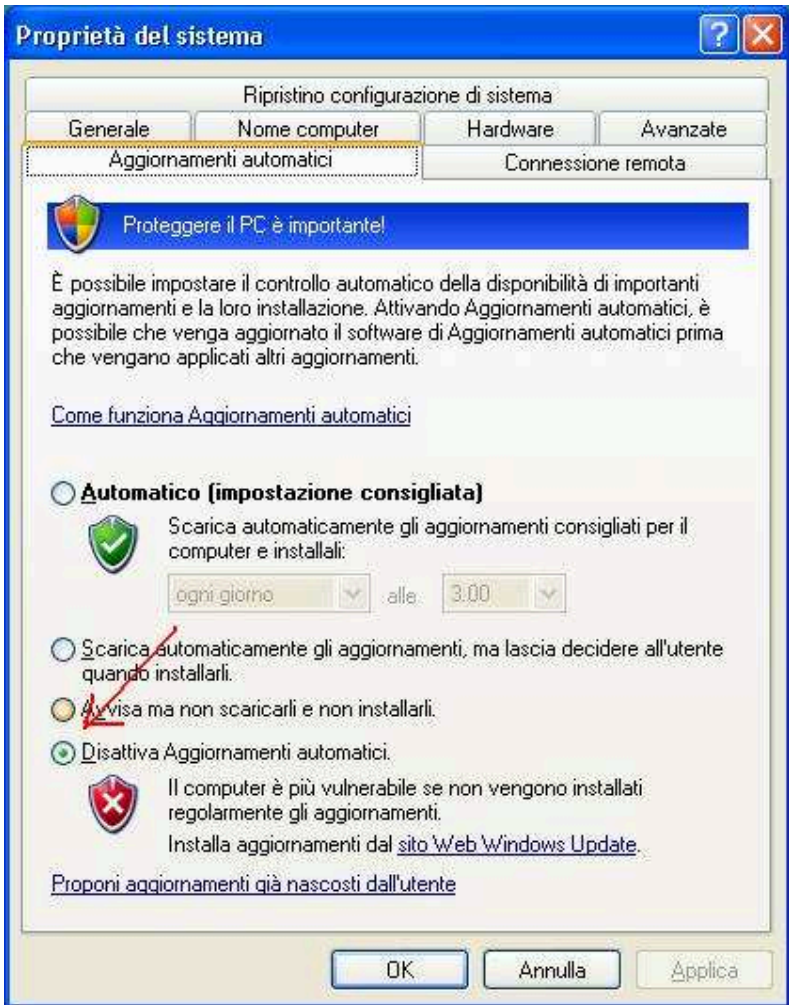 Proprietà del sistema
Ripristino configurazione di sistema
Generale Nome computer Hardware Avanzate
Aggiornamenti automatici Connessione remota
Proteggere il PC è importante!
È possibile impostare il controllo automatico della disponibilità di importanti
aggiornamenti e la loro installazione. Attivando Aggiornamenti automatici, è
possibile che venga aggiornato il software di Aggiornamenti automatici prima
che vengano applicati altri aggiornamenti.
Come funziona Aggiornamenti automatici
Automatico (impostazione consigliata)
Scarica automaticamente gli aggiornamenti consigliati per il
computer e installali:
ogni giorno alle 3.00
Scarica automaticamente gli aggiornamenti, ma lascia decidere all'utente
quando installarli.
Avvisa ma non scaricarli e non installarli.
Disattiva Aggiornamenti automatici.
Il computer è più vulnerabile se non vengono installati
regolarmente gli aggiornamenti.
Installa aggiornamenti dal sito Web Windows Update.
Proponi aggiornamenti già nascosti dall'utente
OK Annulla Applica